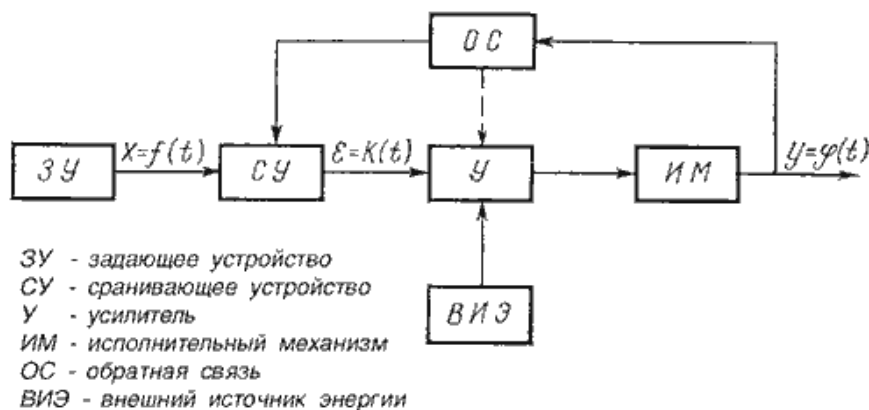 ОС
X=f(t)
ε=K(t)
y=φ(t)
ЗУ
СУ
У
ИМ
ВИЭ
ЗУ - задающее устройство
СУ - сранивающее устройство
У - усилитель
ИМ - исполнительный механизм
ОС - обратная связь
ВИЭ - внешний источник энергии